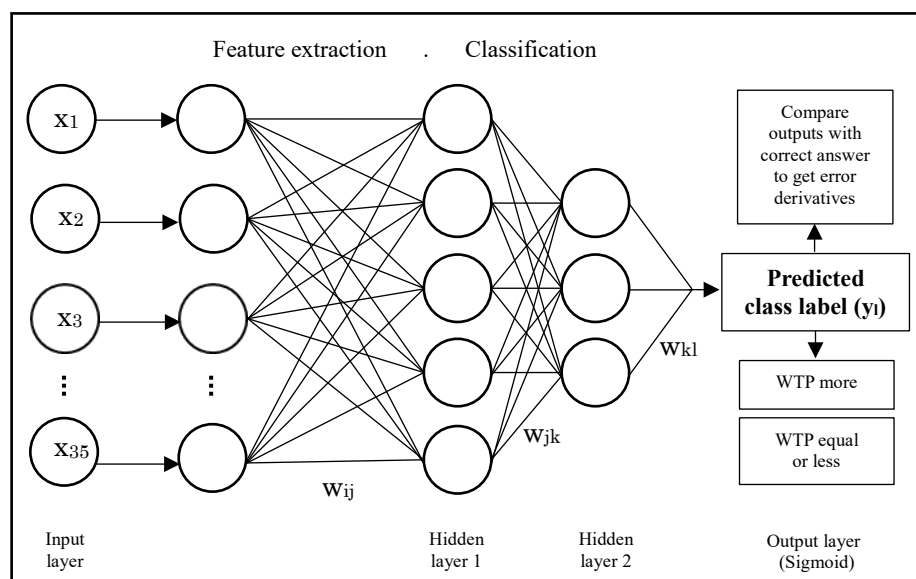 Feature extraction . Classification
x1
x2
x3
...
x35
...
wij
wjk
wkl
Compare
outputs with
correct answer
to get error
derivatives
Predicted
class label (yl)
WTP more
WTP equal
or less
Input
layer
Hidden
layer 1
Hidden
layer 2
Output layer
(Sigmoid)